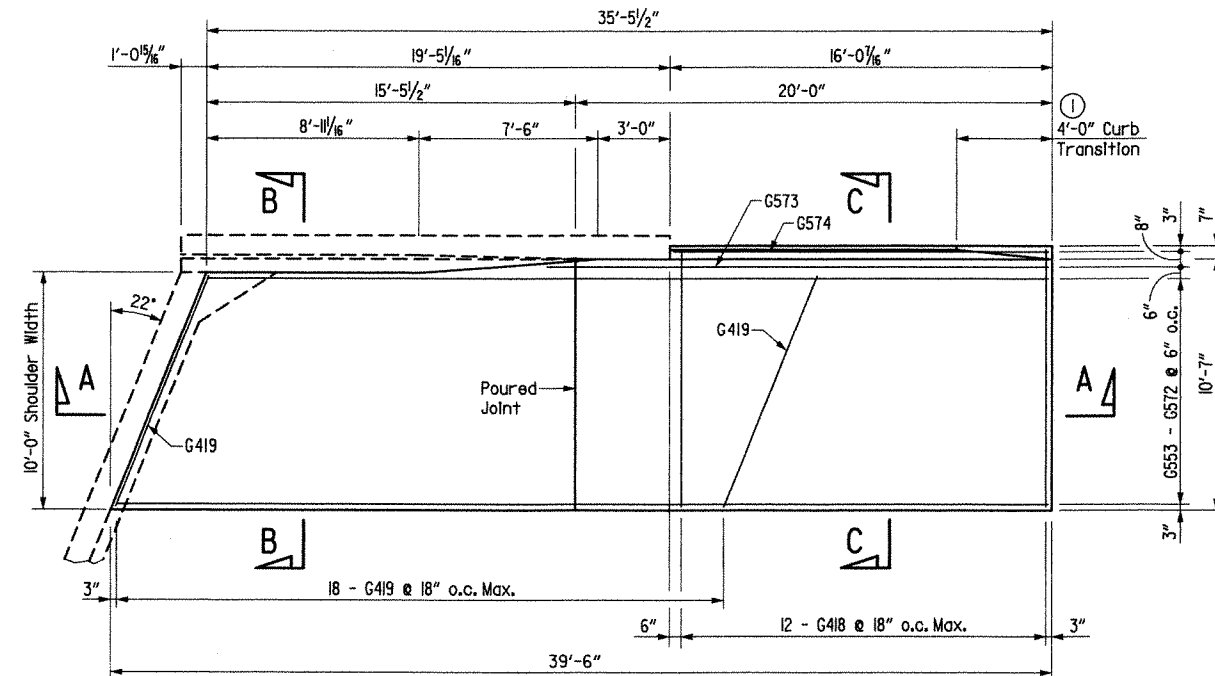 35'-5½"
1'-0 15/16"
19'-5 1/16"
16'-0 7/16"
15'-5½"
20'-0"
①
8'-11 11/16"
7'-6"
3'-0"
4'-0" Curb
Transition
B
C
G573
G574
8"
3"
7"
22°
6"
10'-0" Shoulder Width
A
G419
G419
Poured
Joint
A
G553 - G572 @ 6" o.c.
10'-7"
B
C
3"
3"
18 - G419 @ 18" o.c. Max.
6"
12 - G418 @ 18" o.c. Max.
3"
39'-6"